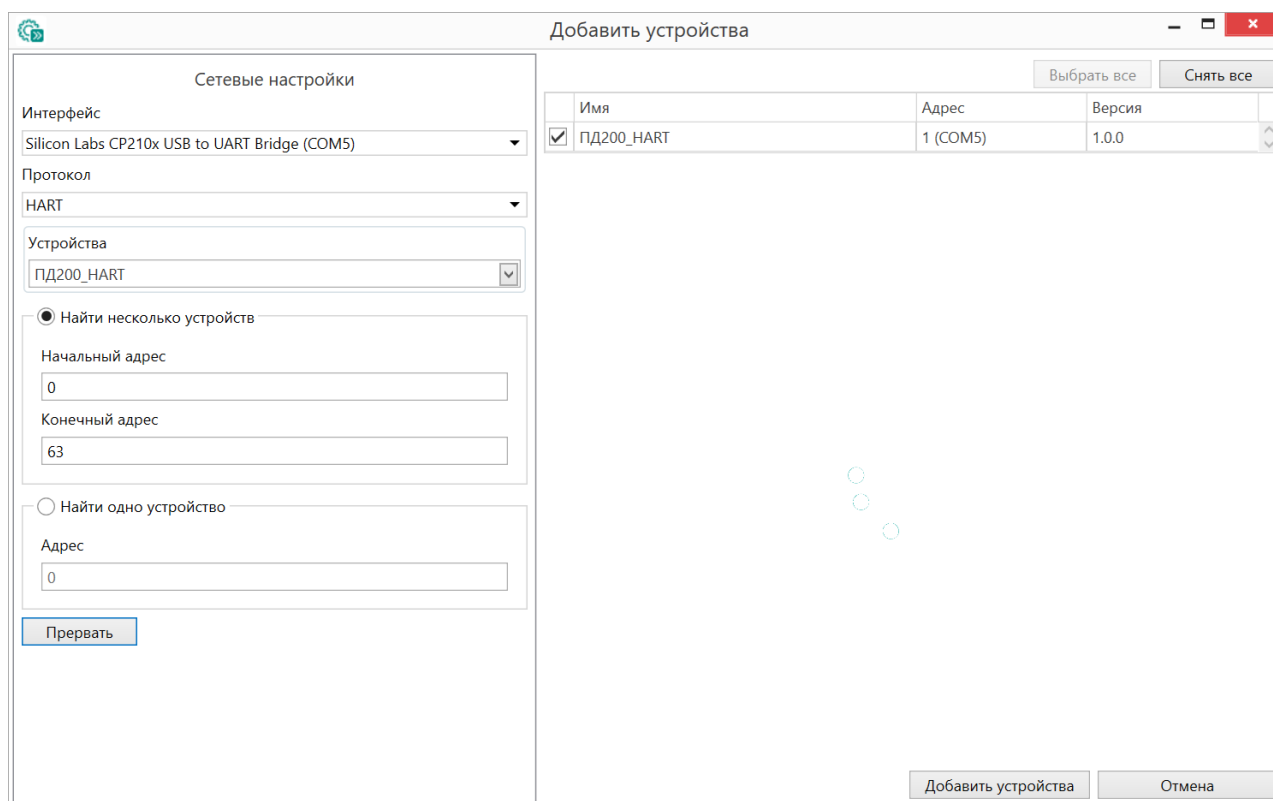 Добавить устройства
Сетевые настройки
Интерфейс
Silicon Labs CP210x USB to UART Bridge (COM5)
Протокол
HART
Устройства
ПД200_HART
Найти несколько устройств
Начальный адрес
0
Конечный адрес
63
Найти одно устройство
Адрес
0
Прервать
Выбрать все Снять все
Имя Адрес Версия
ПД200_HART 1 (COM5) 1.0.0
Добавить устройства Отмена